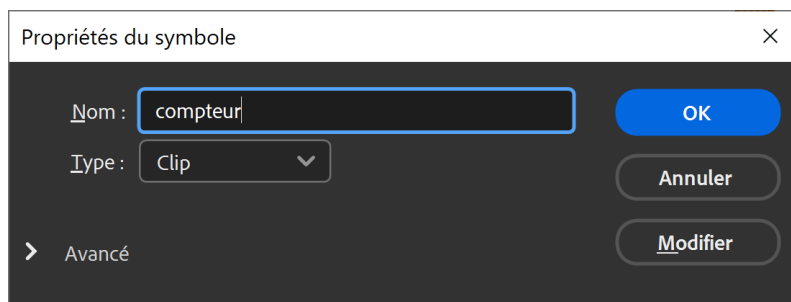 Propriétés du symbole
Nom : compteur
OK
Type : Clip
Annuler
Avancé
Modifier